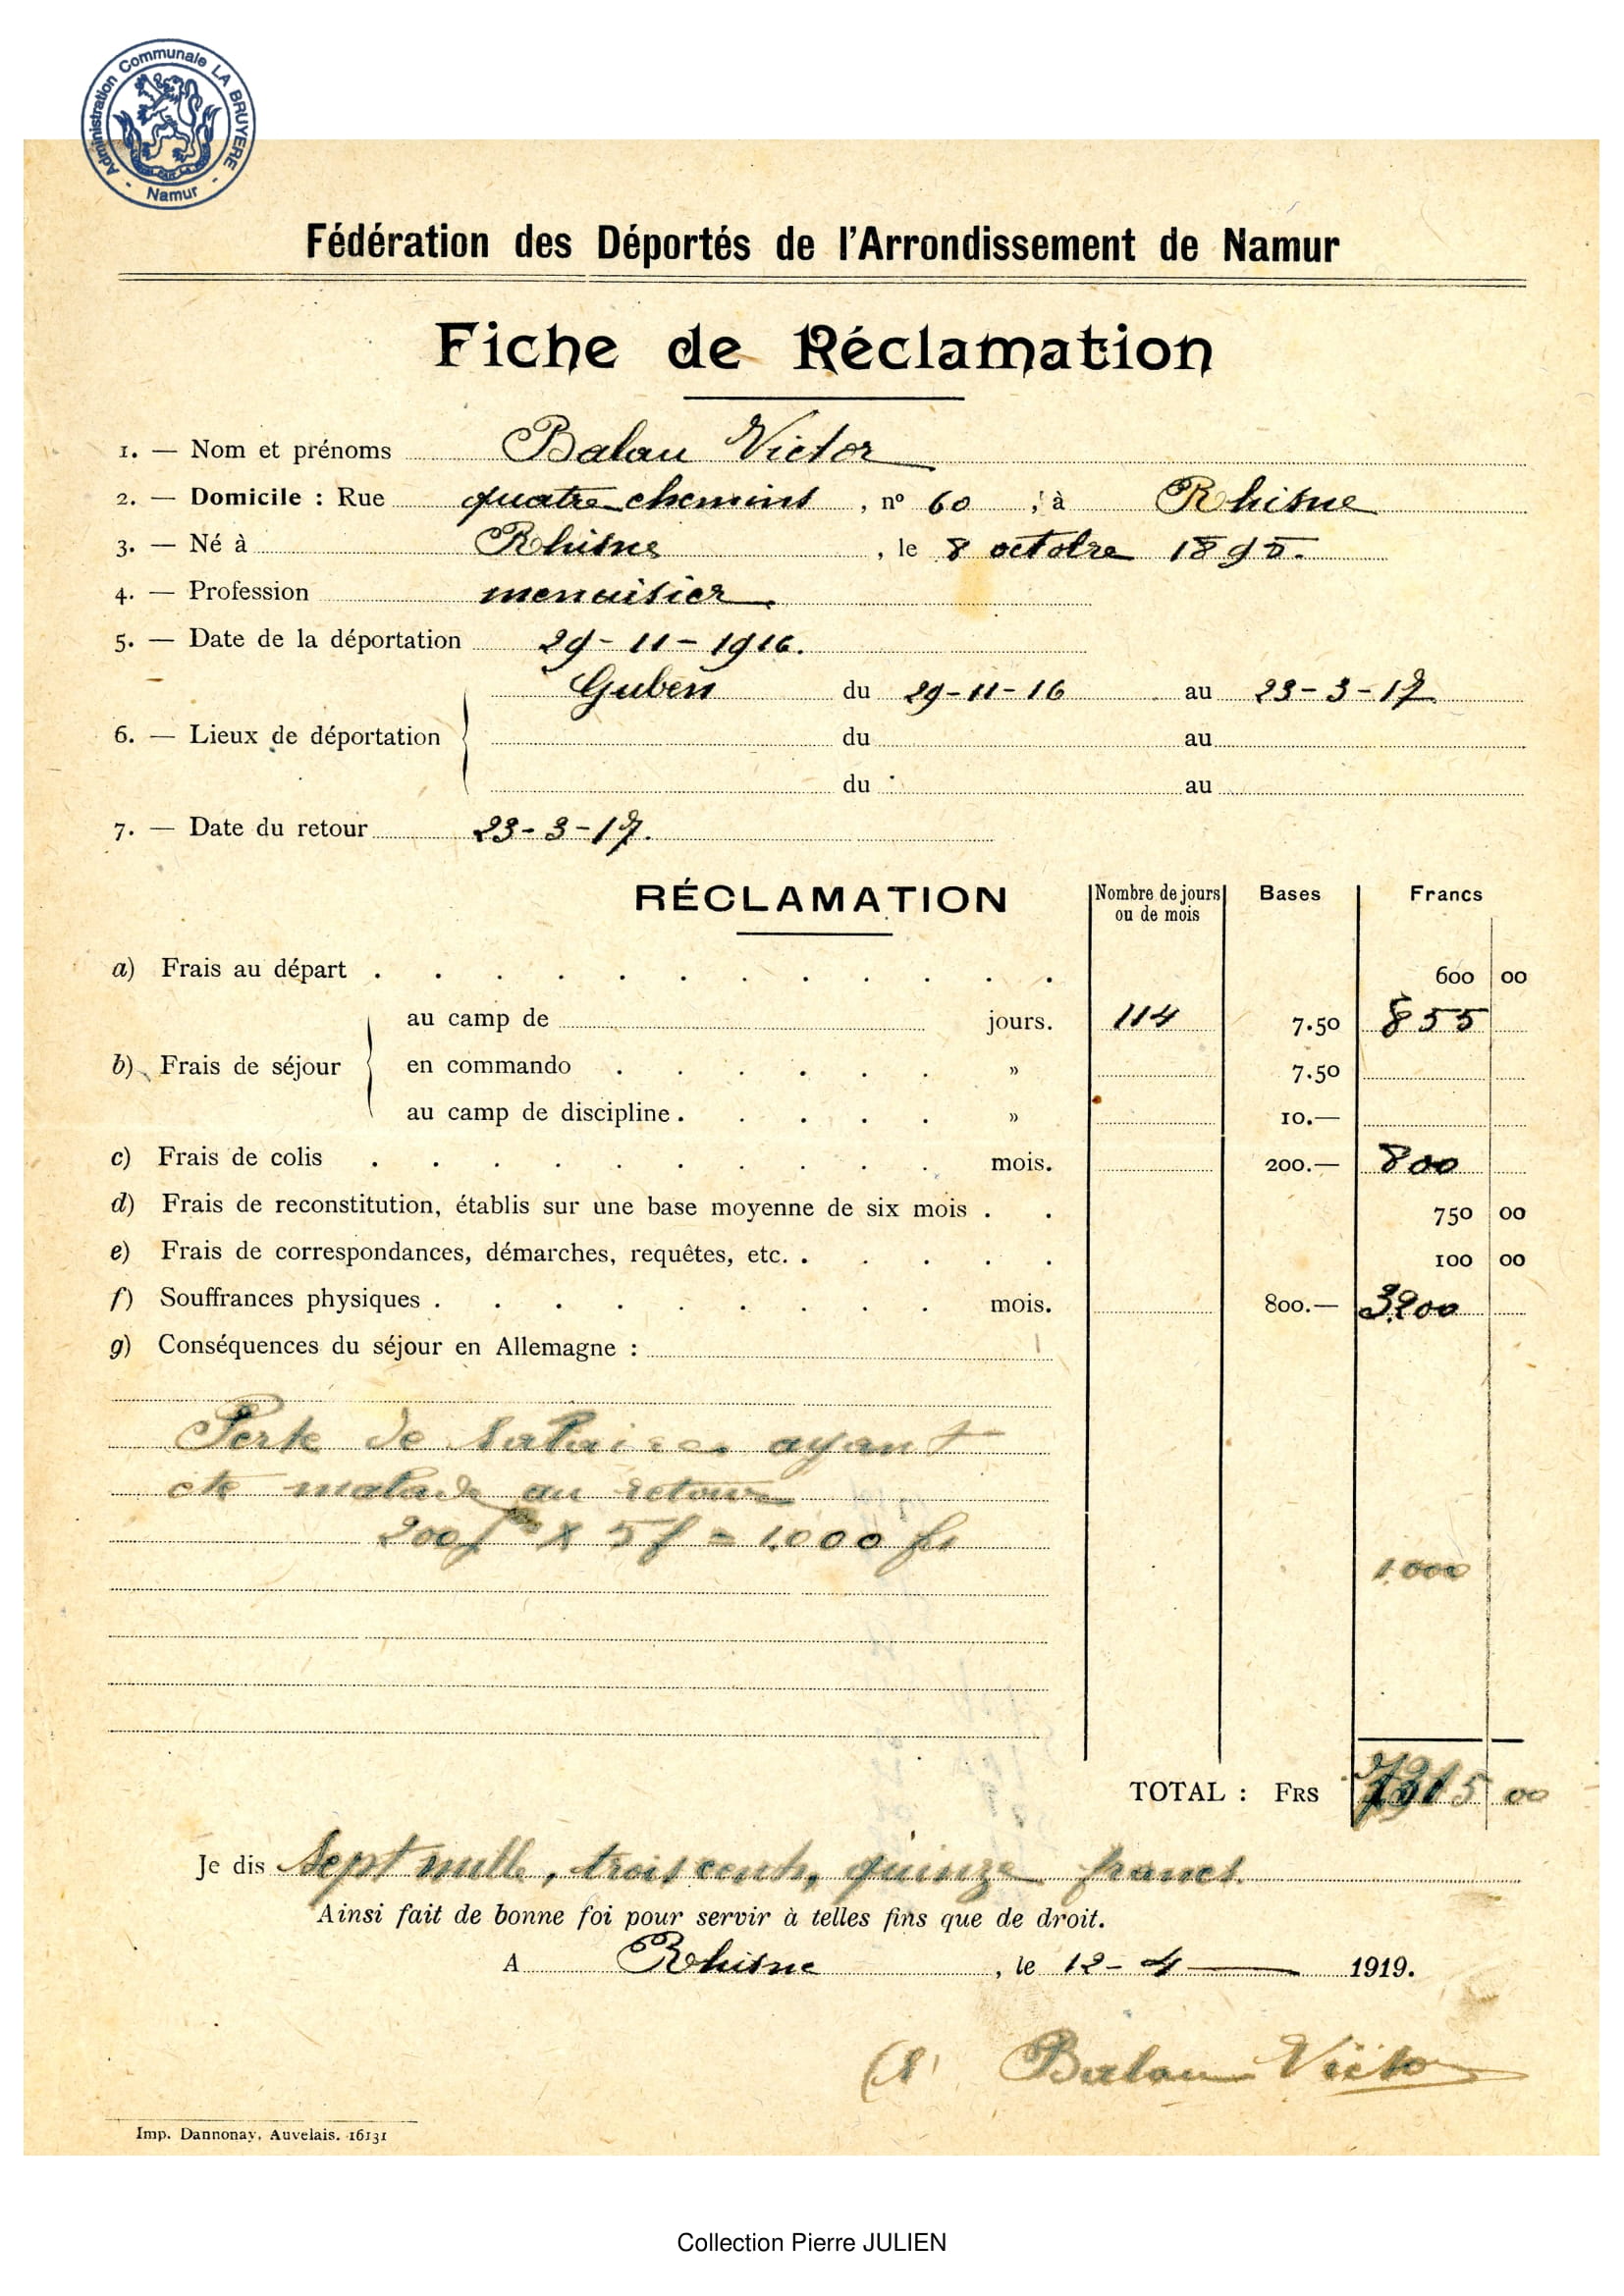 Administration Communale LA BRUYERE - Namur -
Fédération des Déportés de l'Arrondissement de Namur
Fiche de Réclamation
1. — Nom et prénoms Balau Victor
2. — Domicile : Rue quatre chemins, n° 60, à Rhisne
3. — Né à Rhisne, le 8 octobre 1895.
4. — Profession menuisier.
5. — Date de la déportation 29-11-1916.
Guben du 29-11-16 au 23-3-17
6. — Lieux de déportation du au
du au
7. — Date du retour 23-3-17.
RÉCLAMATION Nombre de jours ou de mois Bases Francs
a) Frais au départ . . . . . . . . . . . . 600 00
au camp de jours. 114 7.50 855
b) Frais de séjour en commando . . . . . . » 7.50
au camp de discipline . . . . . » 10.—
c) Frais de colis . . . . . . . . . . mois. 200.— 800
d) Frais de reconstitution, établis sur une base moyenne de six mois . . 750 00
e) Frais de correspondances, démarches, requêtes, etc. . . . . . 100 00
f) Souffrances physiques . . . . . . . . . mois. 800.— 3200
g) Conséquences du séjour en Allemagne :
Perte de salaires ayant
ete malade au retour
200 j X 5 f = 1.000 frs
1.000
TOTAL : FRS 7315 00
Je dis Sept mille, trois cents, quinze francs.
Ainsi fait de bonne foi pour servir à telles fins que de droit.
A Rhisne, le 12-4 1919.
Balau Victor
Imp. Dannonay, Auvelais. 16131
Collection Pierre JULIEN